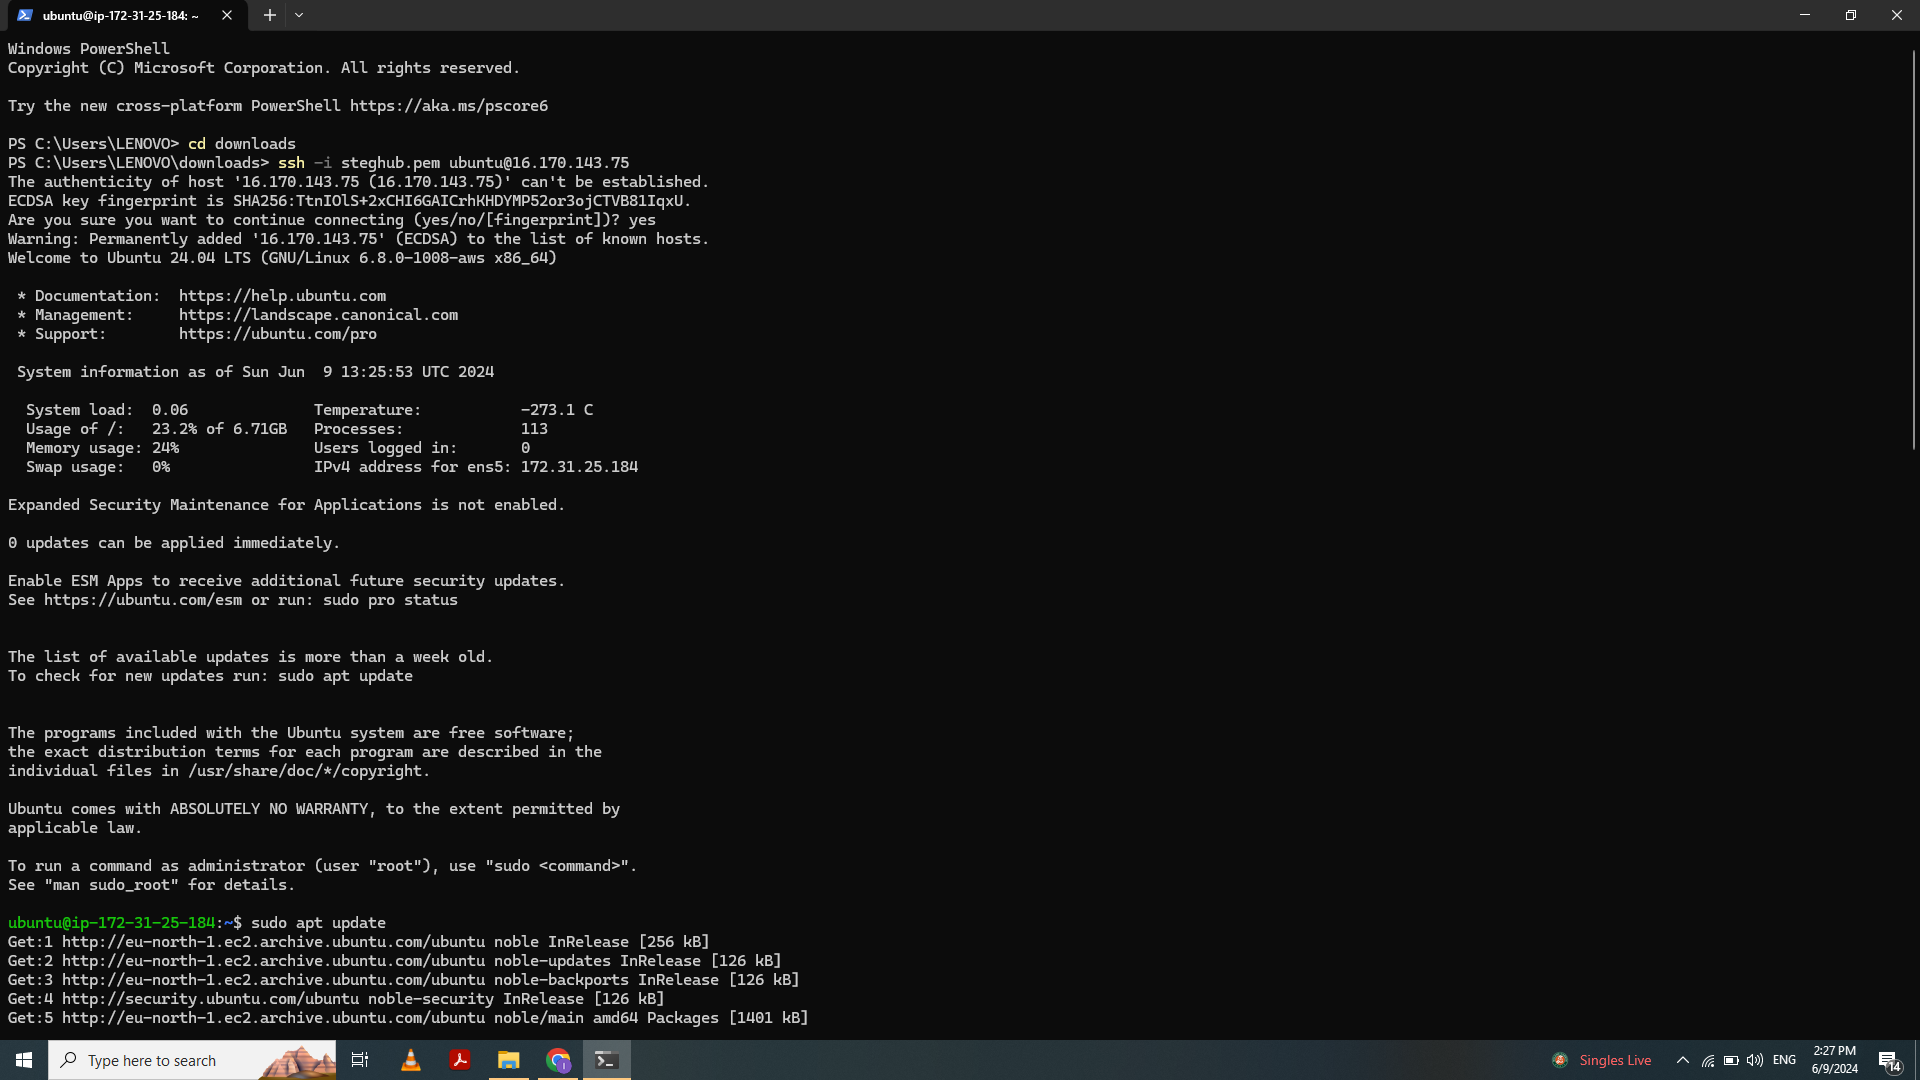 ubuntu@ip-172-31-25-184: ~
Windows PowerShell
Copyright (C) Microsoft Corporation. All rights reserved.
Try the new cross-platform PowerShell https://aka.ms/pscore6
PS C:\Users\LENOVO> cd downloads
PS C:\Users\LENOVO\downloads> ssh -i steghub.pem ubuntu@16.170.143.75
The authenticity of host '16.170.143.75 (16.170.143.75)' can't be established.
ECDSA key fingerprint is SHA256:TtnIOlS+2xCHI6GAICrhKHDYMP52or3ojCTVB81IqxU.
Are you sure you want to continue connecting (yes/no/[fingerprint])? yes
Warning: Permanently added '16.170.143.75' (ECDSA) to the list of known hosts.
Welcome to Ubuntu 24.04 LTS (GNU/Linux 6.8.0-1008-aws x86_64)
* Documentation:  https://help.ubuntu.com
* Management:     https://landscape.canonical.com
* Support:        https://ubuntu.com/pro
System information as of Sun Jun  9 13:25:53 UTC 2024
System load:  0.06              Temperature:           -273.1 C
Usage of /:   23.2% of 6.71GB   Processes:             113
Memory usage: 24%               Users logged in:       0
Swap usage:   0%                IPv4 address for ens5: 172.31.25.184
Expanded Security Maintenance for Applications is not enabled.
0 updates can be applied immediately.
Enable ESM Apps to receive additional future security updates.
See https://ubuntu.com/esm or run: sudo pro status
The list of available updates is more than a week old.
To check for new updates run: sudo apt update
The programs included with the Ubuntu system are free software;
the exact distribution terms for each program are described in the
individual files in /usr/share/doc/*/copyright.
Ubuntu comes with ABSOLUTELY NO WARRANTY, to the extent permitted by
applicable law.
To run a command as administrator (user "root"), use "sudo <command>".
See "man sudo_root" for details.
ubuntu@ip-172-31-25-184:~$ sudo apt update
Get:1 http://eu-north-1.ec2.archive.ubuntu.com/ubuntu noble InRelease [256 kB]
Get:2 http://eu-north-1.ec2.archive.ubuntu.com/ubuntu noble-updates InRelease [126 kB]
Get:3 http://eu-north-1.ec2.archive.ubuntu.com/ubuntu noble-backports InRelease [126 kB]
Get:4 http://security.ubuntu.com/ubuntu noble-security InRelease [126 kB]
Get:5 http://eu-north-1.ec2.archive.ubuntu.com/ubuntu noble/main amd64 Packages [1401 kB]
Type here to search
Singles Live
ENG
2:27 PM
6/9/2024
14